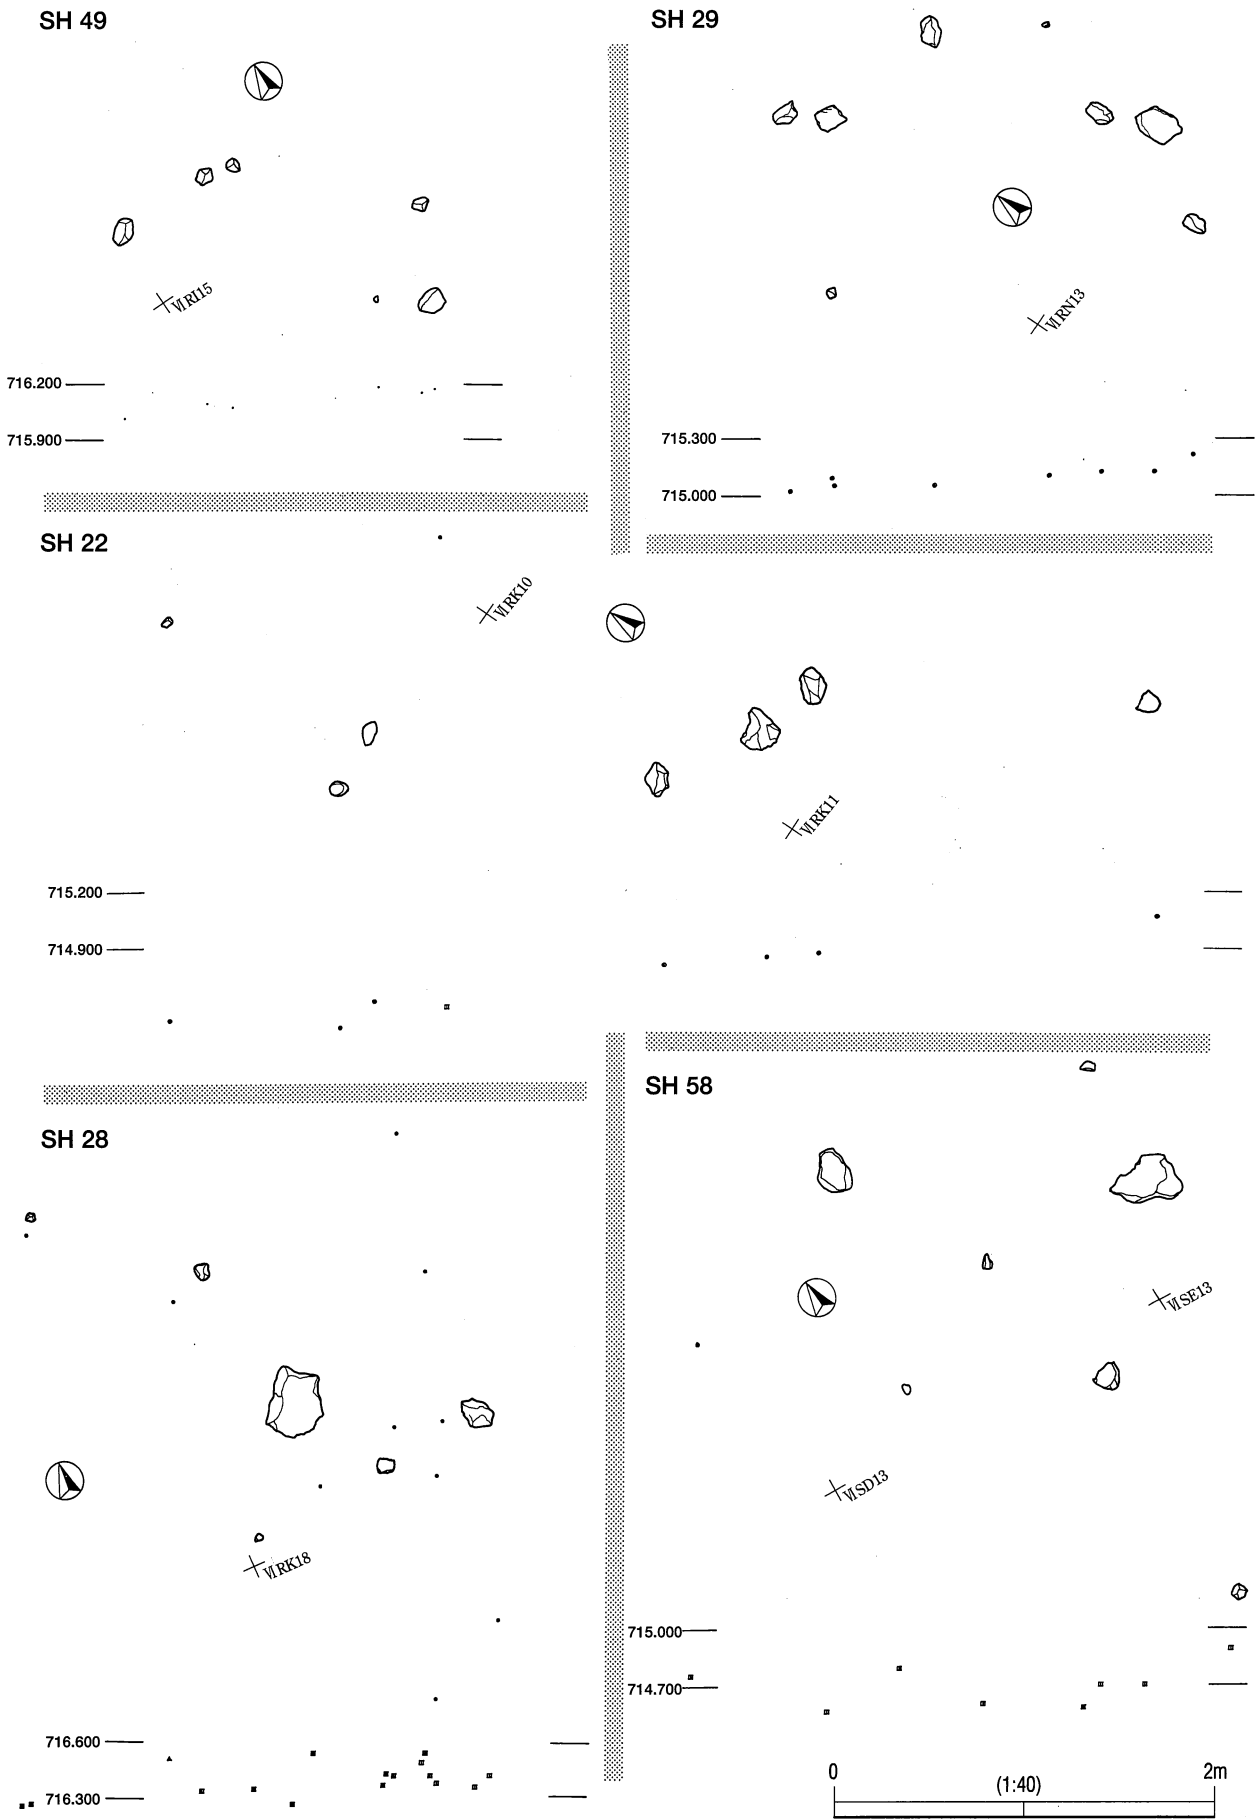 SH 49
ⅥRI15
716.200
715.900
SH 29
ⅥRN13
715.300
715.000
SH 22
ⅥRK10
ⅥRK11
715.200
714.900
SH 28
ⅥRK18
716.600
716.300
SH 58
ⅥSE13
ⅥSD13
715.000
714.700
0 (1:40) 2m